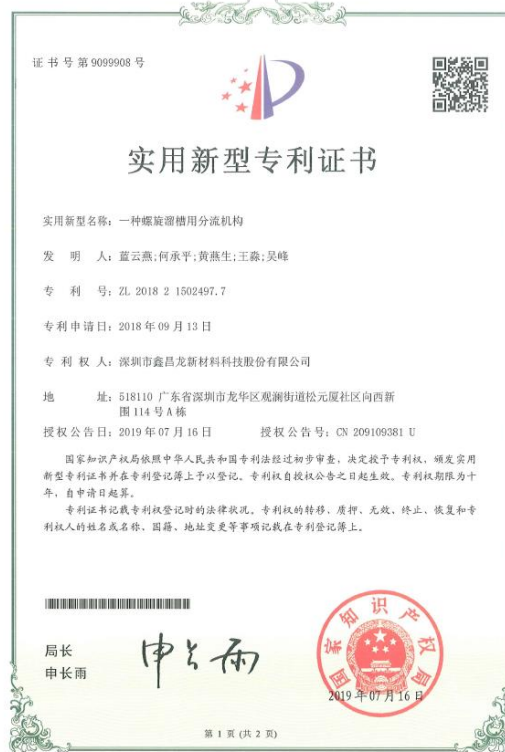 证书号第9099908号
实用新型专利证书
实用新型名称：一种螺旋溜槽用分流机构
发明人：蓝云燕;何承平;黄燕生;王淼;吴峰
专利号：ZL 2018 2 1502497.7
专利申请日：2018年09月13日
专利权人：深圳市鑫昌龙新材料科技股份有限公司
地址：518110 广东省深圳市龙华区观澜街道松元厦社区向西新
围114号A栋
授权公告日：2019年07月16日 授权公告号：CN 209109381 U
国家知识产权局依照中华人民共和国专利法经过初步审查，决定授予专利权，颁发实用
新型专利证书并在专利登记簿上予以登记。专利权自授权公告之日起生效。专利权期限为十
年，自申请日起算。
专利证书记载专利权登记时的法律状况。专利权的转移、质押、无效、终止、恢复和专
利权人的姓名或名称、国籍、地址变更等事项记载在专利登记簿上。
局长
申长雨
申长雨
国家知识产权局
2019年07月16日
第1页(共2页)